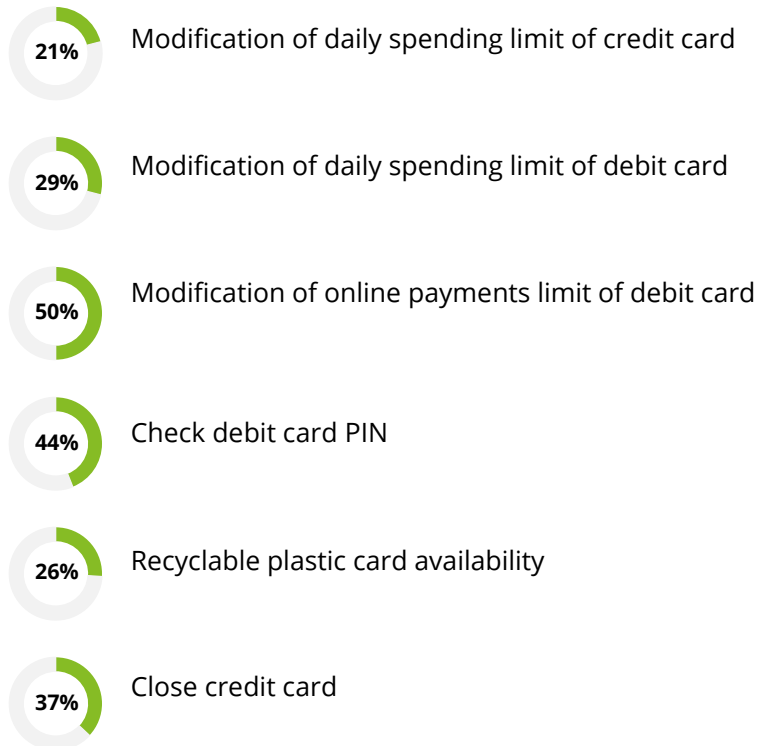 21%
Modification of daily spending limit of credit card
29%
Modification of daily spending limit of debit card
50%
Modification of online payments limit of debit card
44%
Check debit card PIN
26%
Recyclable plastic card availability
37%
Close credit card